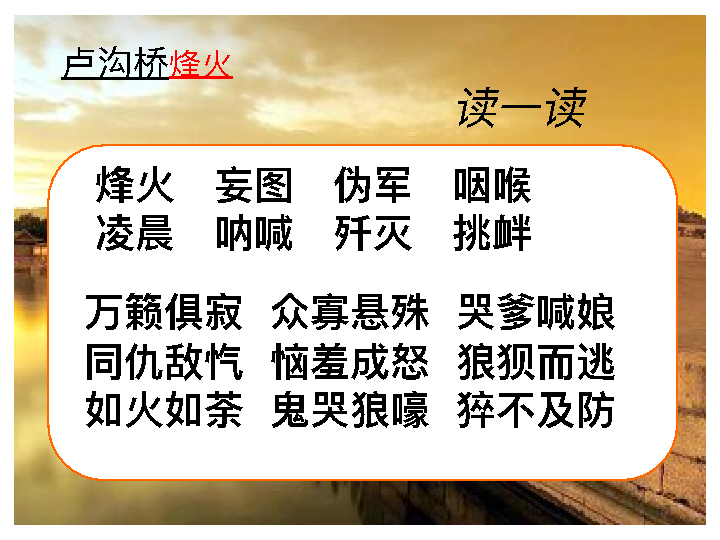 卢沟桥烽火
读一读
烽火 妄图 伪军 咽喉
凌晨 呐喊 歼灭 挑衅
万籁俱寂 众寡悬殊 哭爹喊娘
同仇敌忾 恼羞成怒 狼狈而逃
如火如荼 鬼哭狼嚎 猝不及防